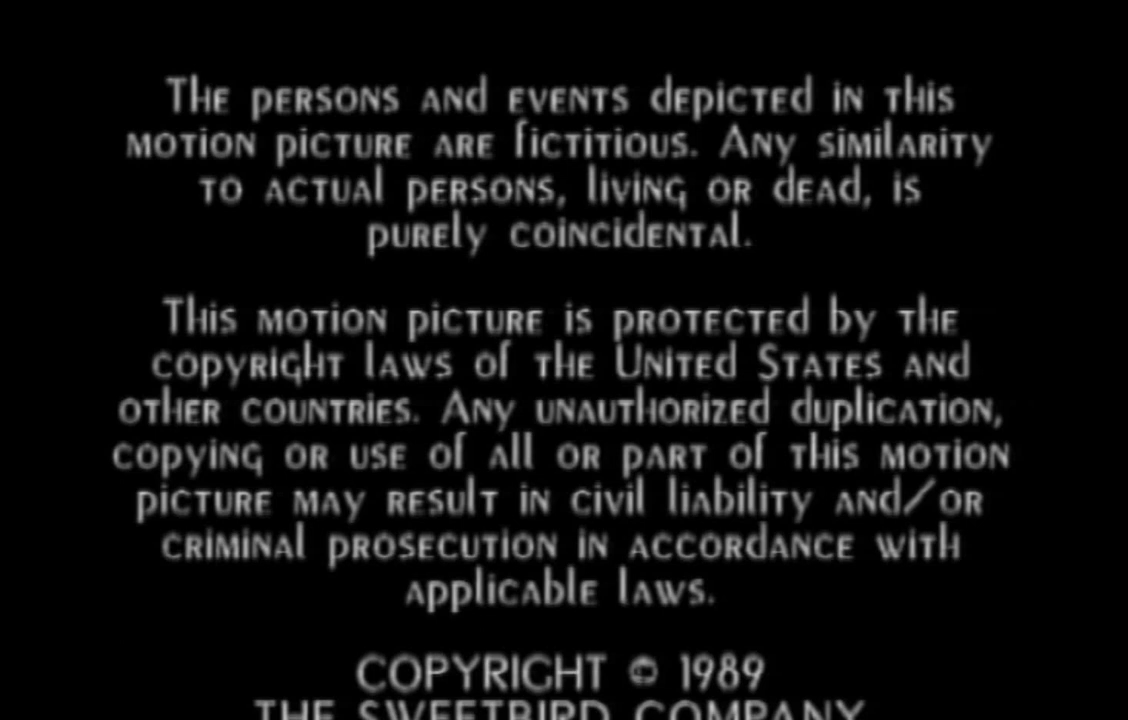 The persons and events depicted in this
motion picture are fictitious. Any similarity
to actual persons, living or dead, is
purely coincidental.
This motion picture is protected by the
copyright laws of the United States and
other countries. Any unauthorized duplication,
copying or use of all or part of this motion
picture may result in civil liability and/or
criminal prosecution in accordance with
applicable laws.
COPYRIGHT © 1989
THE SWEETBIRD COMPANY